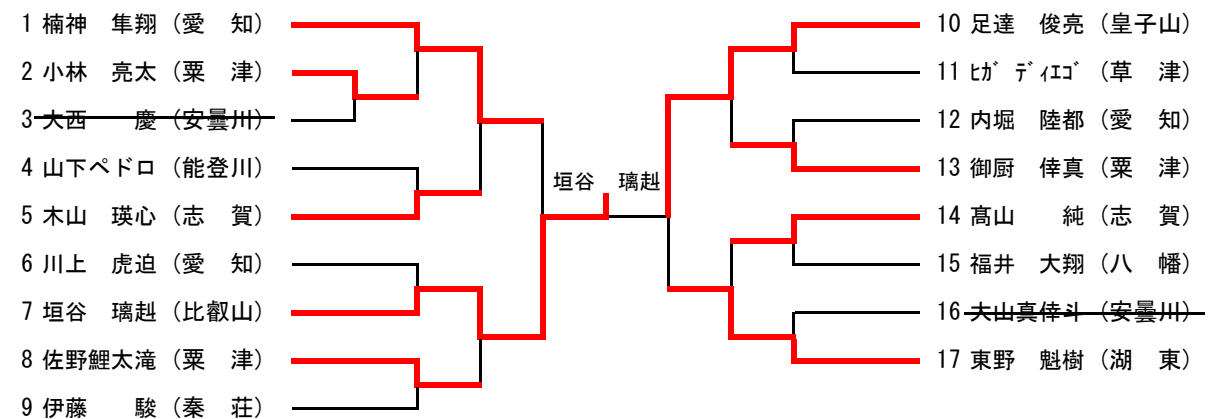 1 楠神　隼翔（愛　知）
2 小林　亮太（粟　津）
3 大西　　慶（安曇川）
4 山下ペドロ（能登川）
5 木山　瑛心（志　賀）
6 川上　虎迫（愛　知）
7 垣谷　璃赳（比叡山）
8 佐野鯉太滝（粟　津）
9 伊藤　　駿（秦　荘）
垣谷　璃赳
10 足達　俊亮（皇子山）
11 ﾋｶﾞ ﾃﾞｨｴｺﾞ（草　津）
12 内堀　陸都（愛　知）
13 御厨　倖真（粟　津）
14 髙山　　純（志　賀）
15 福井　大翔（八　幡）
16 大山真倖斗（安曇川）
17 東野　魁樹（湖　東）